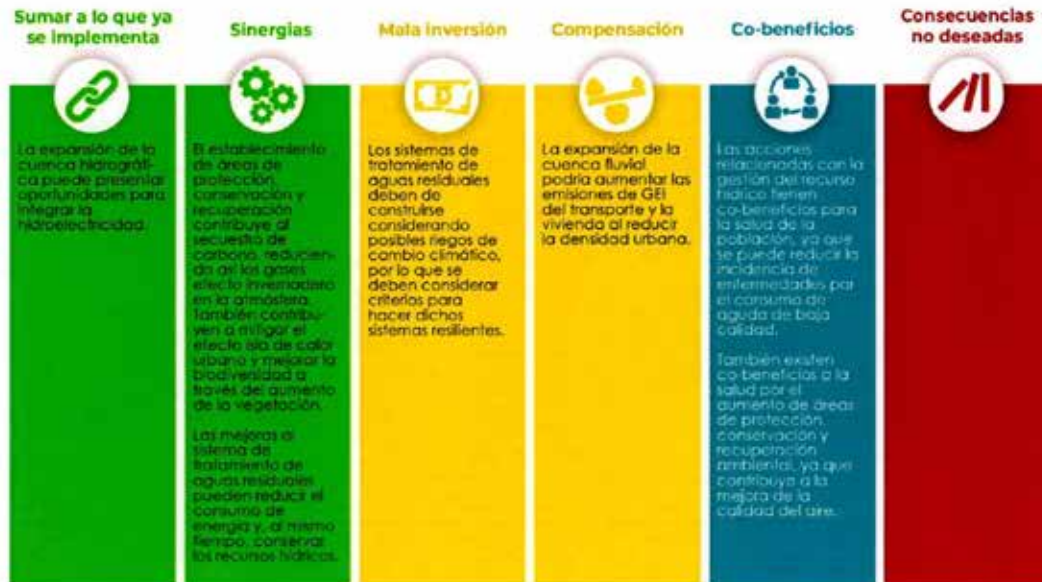 Sumar a lo que ya
se implementa
La expansión de la
cuenca hidrográfi-
ca puede presentar
oportunidades para
integrar la
hidroelectricidad.
Sinergias
El establecimiento
de áreas de
protección,
conservación y
recuperación
contribuye al
secuestro de
carbono, reducien-
do así los gases
efecto invernadero
en la atmósfera.
También contribu-
yen a mitigar el
efecto isla de calor
urbano y mejorar la
biodiversidad a
través del aumento
de la vegetación.
Las mejoras al
sistema de
tratamiento de
aguas residuales
pueden reducir el
consumo de
energía y, al mismo
tiempo, conservar
los recursos hídricos.
Mala inversión
Los sistemas de
tratamiento de
aguas residuales
deben de
construirse
considerando
posibles riegos de
cambio climático,
por lo que se
deben considerar
criterios para
hacer dichos
sistemas resilientes.
Compensación
La expansión de la
cuenca fluvial
podría aumentar las
emisiones de GEI
del transporte y la
vivienda al reducir
la densidad urbana.
Co-beneficios
Las acciones
relacionadas con la
gestión del recurso
hídrico tienen
co-beneficios para
la salud de la
población, ya que
se puede reducir la
incidencia de
enfermedades por
el consumo de
aguda de baja
calidad.
También existen
co-beneficios a la
salud por el
aumento de áreas
de protección,
conservación y
recuperación
ambiental, ya que
contribuye a la
mejora de la
calidad del aire.
Consecuencias
no deseadas